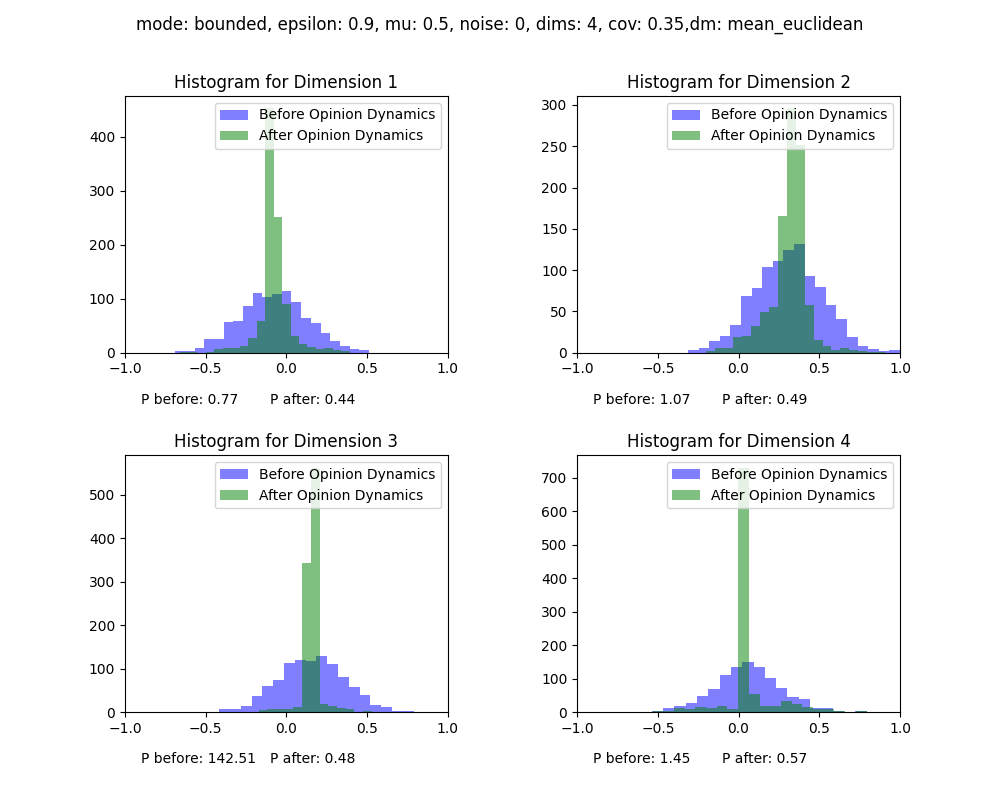 mode: bounded, epsilon: 0.9, mu: 0.5, noise: 0, dims: 4, cov: 0.35,dm: mean_euclidean
Histogram for Dimension 1
Before Opinion Dynamics
After Opinion Dynamics
400
300
200
100
0
−1.0 −0.5 0.0 0.5 1.0
P before: 0.77 P after: 0.44
Histogram for Dimension 2
Before Opinion Dynamics
After Opinion Dynamics
300
250
200
150
100
50
0
−1.0 −0.5 0.0 0.5 1.0
P before: 1.07 P after: 0.49
Histogram for Dimension 3
Before Opinion Dynamics
After Opinion Dynamics
500
400
300
200
100
0
−1.0 −0.5 0.0 0.5 1.0
P before: 142.51 P after: 0.48
Histogram for Dimension 4
Before Opinion Dynamics
After Opinion Dynamics
700
600
500
400
300
200
100
0
−1.0 −0.5 0.0 0.5 1.0
P before: 1.45 P after: 0.57